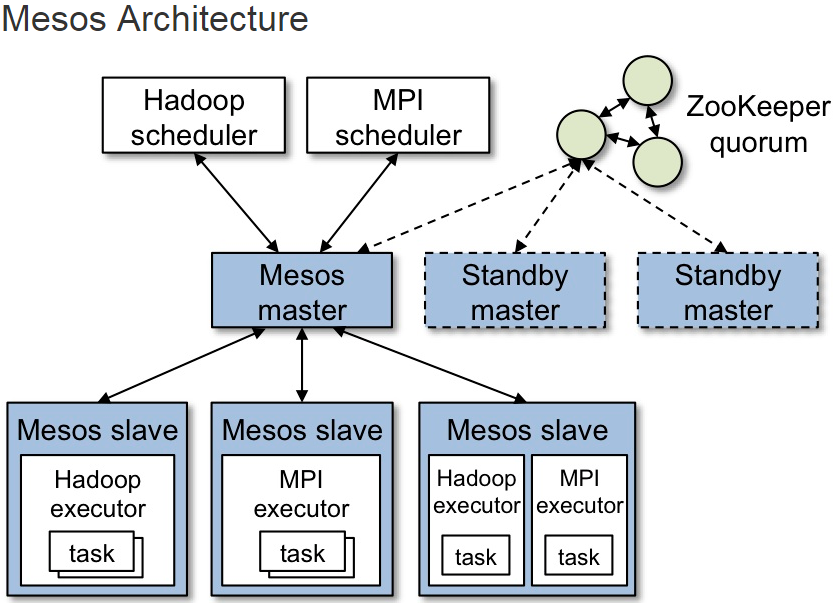 Mesos Architecture
Hadoop
scheduler
MPI
scheduler
ZooKeeper
quorum
Mesos
master
Standby
master
Standby
master
Mesos slave
Hadoop
executor
task
Mesos slave
MPI
executor
task
Mesos slave
Hadoop
executor
task
MPI
executor
task